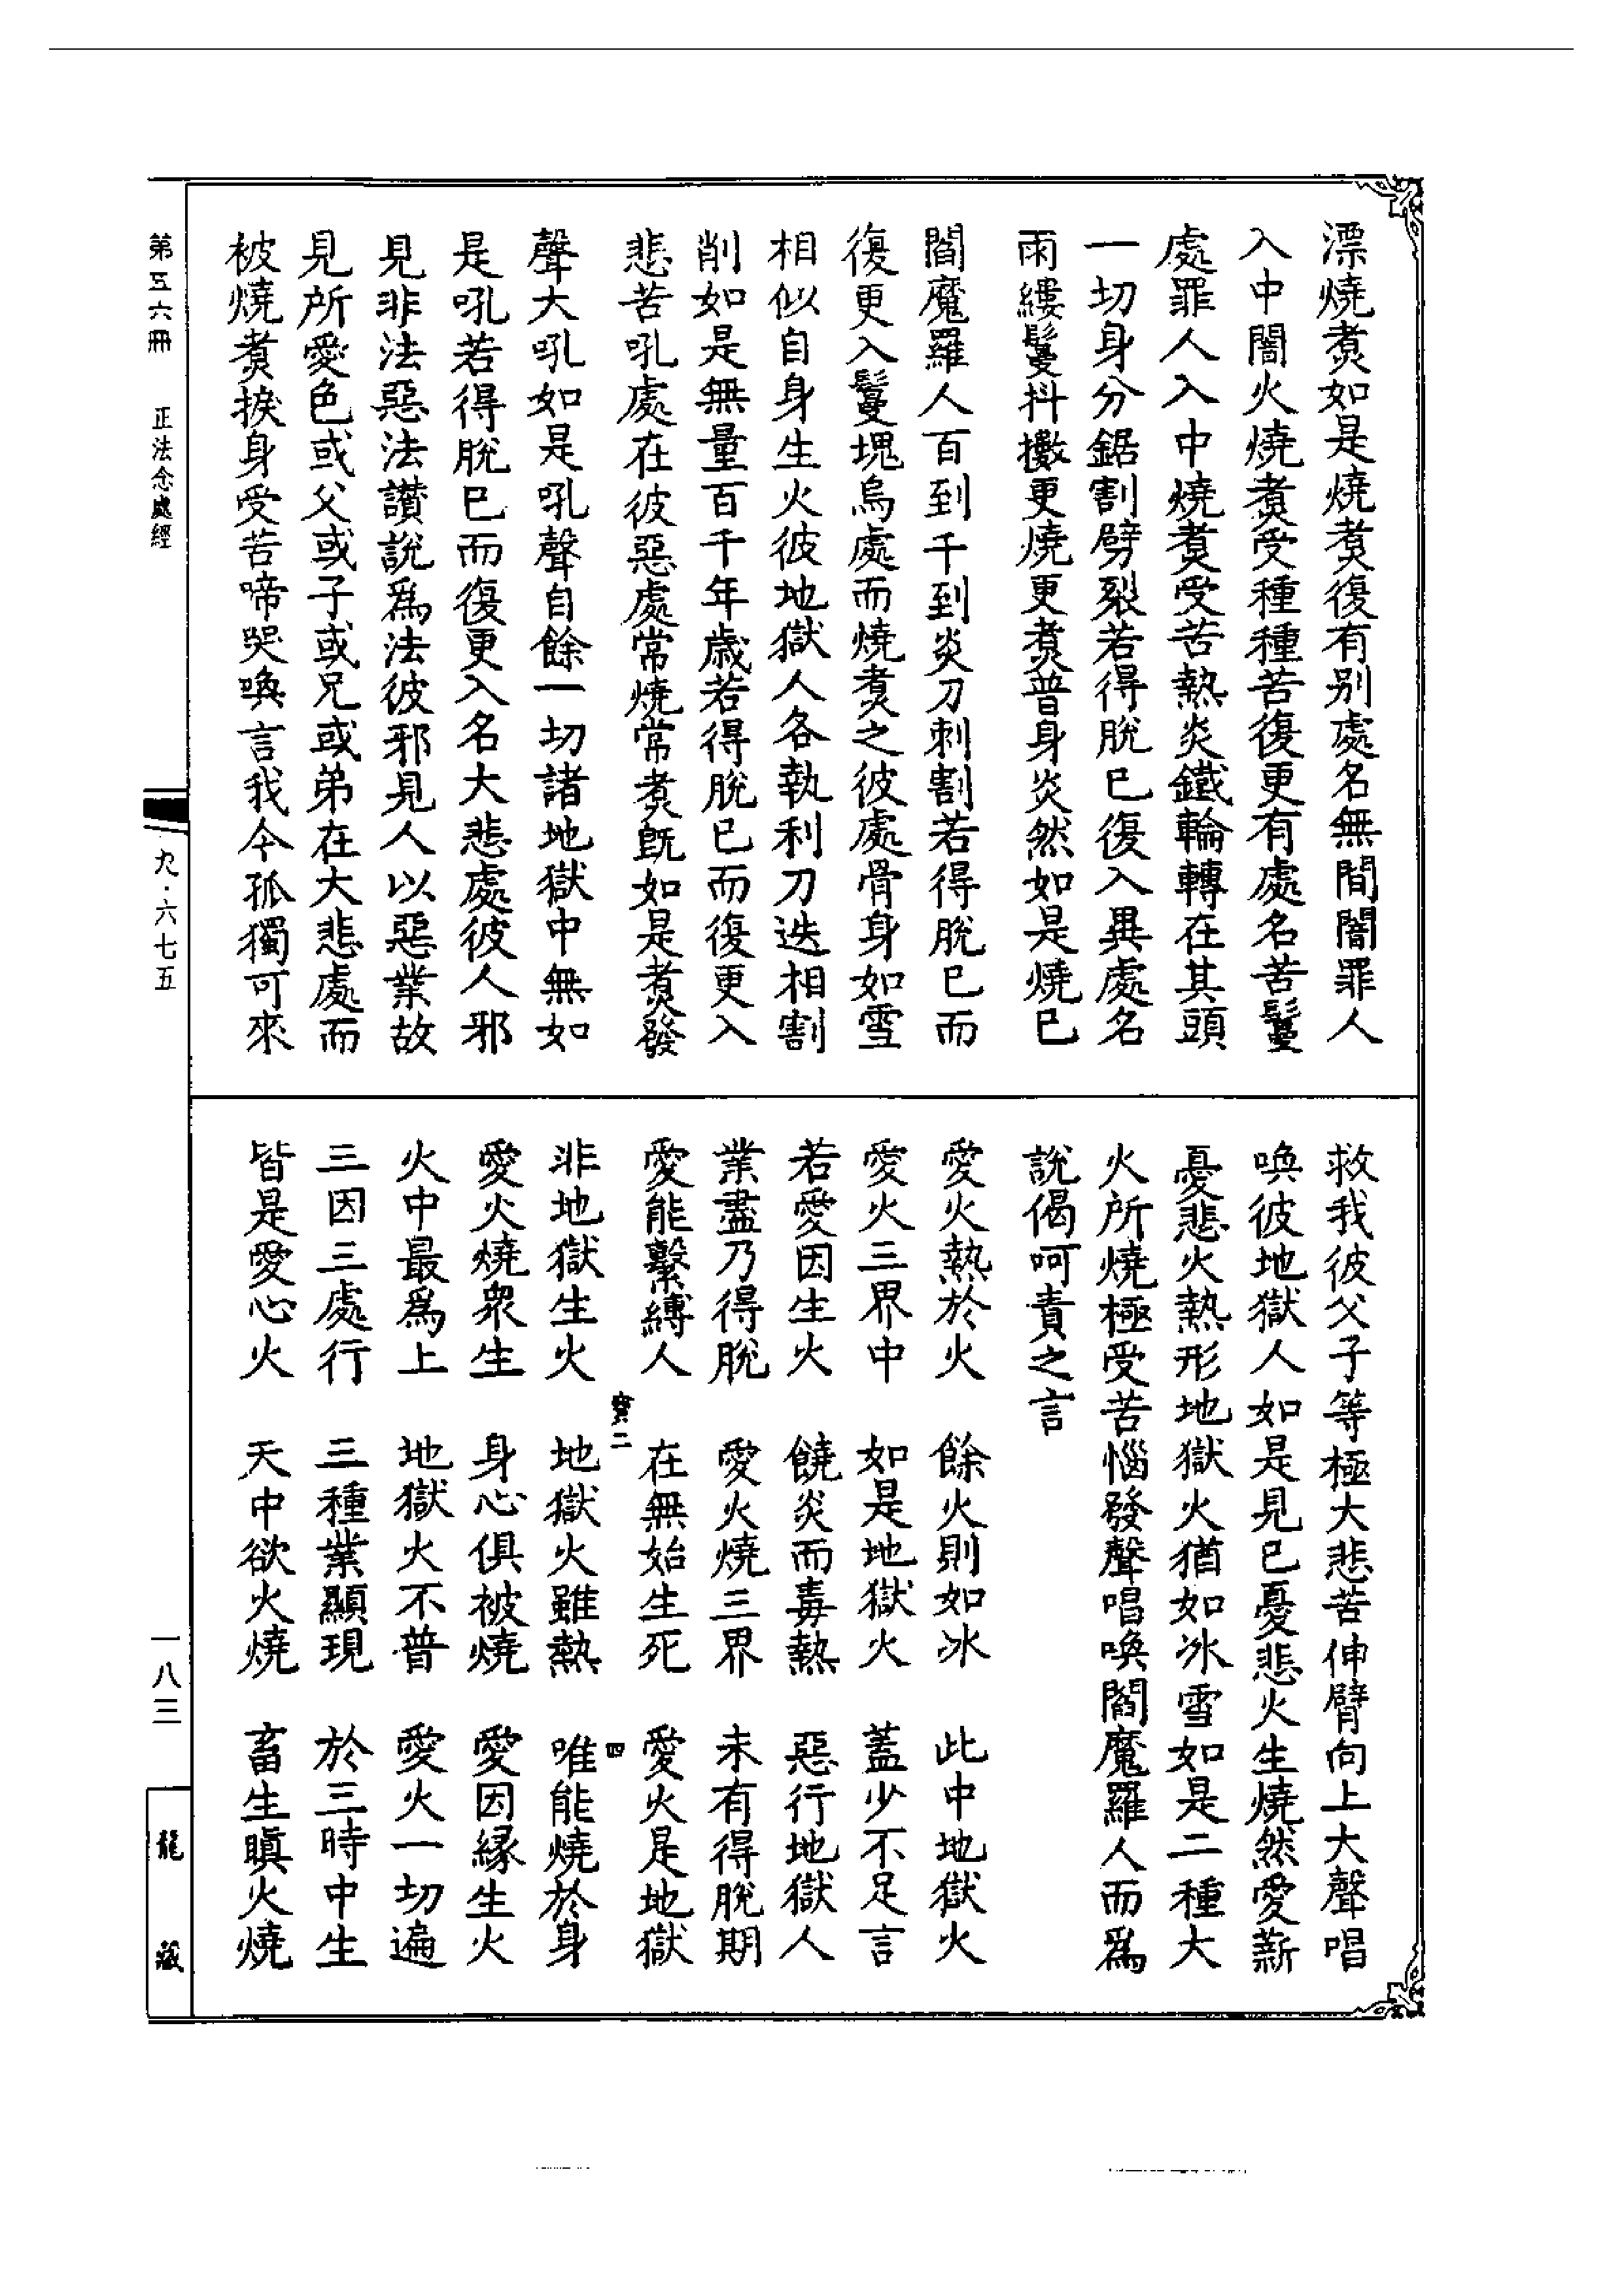 漂燒煑如是燒煑復有别處名無間闇罪人
入中闇火燒煑受種種苦復更有處名苦鬘
處罪人入中燒煑受苦熱炎鐵輪轉在其頭
一切身分鋸割劈裂若得脫已復入異處名
雨縷鬘抖擻更燒更煑普身炎然如是燒已
閻魔羅人百到千到炎刀刺割若得脫已而
復更入鬘塊烏處而燒煑之彼處骨身如雪
相似自身生火彼地獄人各執利刀迭相割
削如是無量百千年歲若得脫已而復更入
悲苦吼處在彼惡處常燒常煑旣如是煑發
聲大吼如是吼聲自餘一切諸地獄中無如
是吼若得脫已而復更入名大悲處彼人邪
見非法惡法讚說爲法彼邪見人以惡業故
見所愛色或父或子或兄或弟在大悲處而
被燒煑捩身受苦啼哭喚言我今孤獨可來
救我彼父子等極大悲苦伸臂向上大聲唱
喚彼地獄人如是見已憂悲火生燒然愛薪
憂悲火熱形地獄火猶如冰雪如是二種大
火所燒極受苦惱發聲唱喚閻魔羅人而爲
說偈呵責之言
愛火熱於火　餘火則如冰　此中地獄火
愛火三界中　如是地獄火　蓋少不足言
若愛因生火　饒炎而毒熱　惡行地獄人
業盡乃得脫　愛火燒三界　未有得脫期
愛能繫縛人　在無始生死　愛火是地獄
寶二　四
非地獄生火　地獄火雖熱　唯能燒於身
愛火燒衆生　身心俱被燒　愛因緣生火
火中最爲上　地獄火不普　愛火一切遍
三因三處行　三種業顯現　於三時中生
皆是愛心火　天中欲火燒　畜生瞋火燒
第五六冊　正法念處經
九·六七五
一八三
龍藏